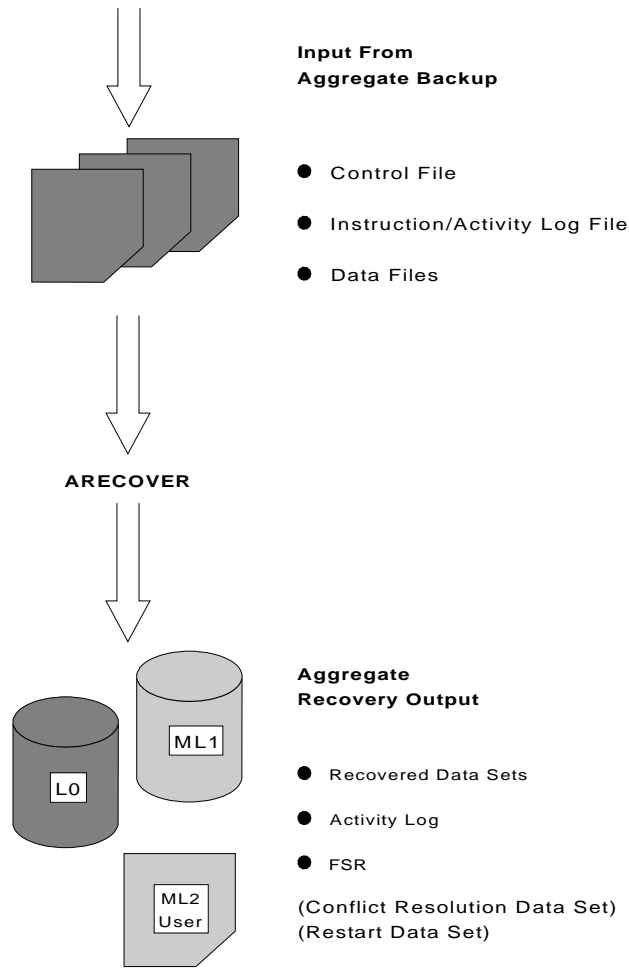 Input From
Aggregate Backup
● Control File
● Instruction/Activity Log File
● Data Files
ARECOVER
Aggregate
Recovery Output
ML1
L0
● Recovered Data Sets
● Activity Log
● FSR
ML2
User
(Conflict Resolution Data Set)
(Restart Data Set)